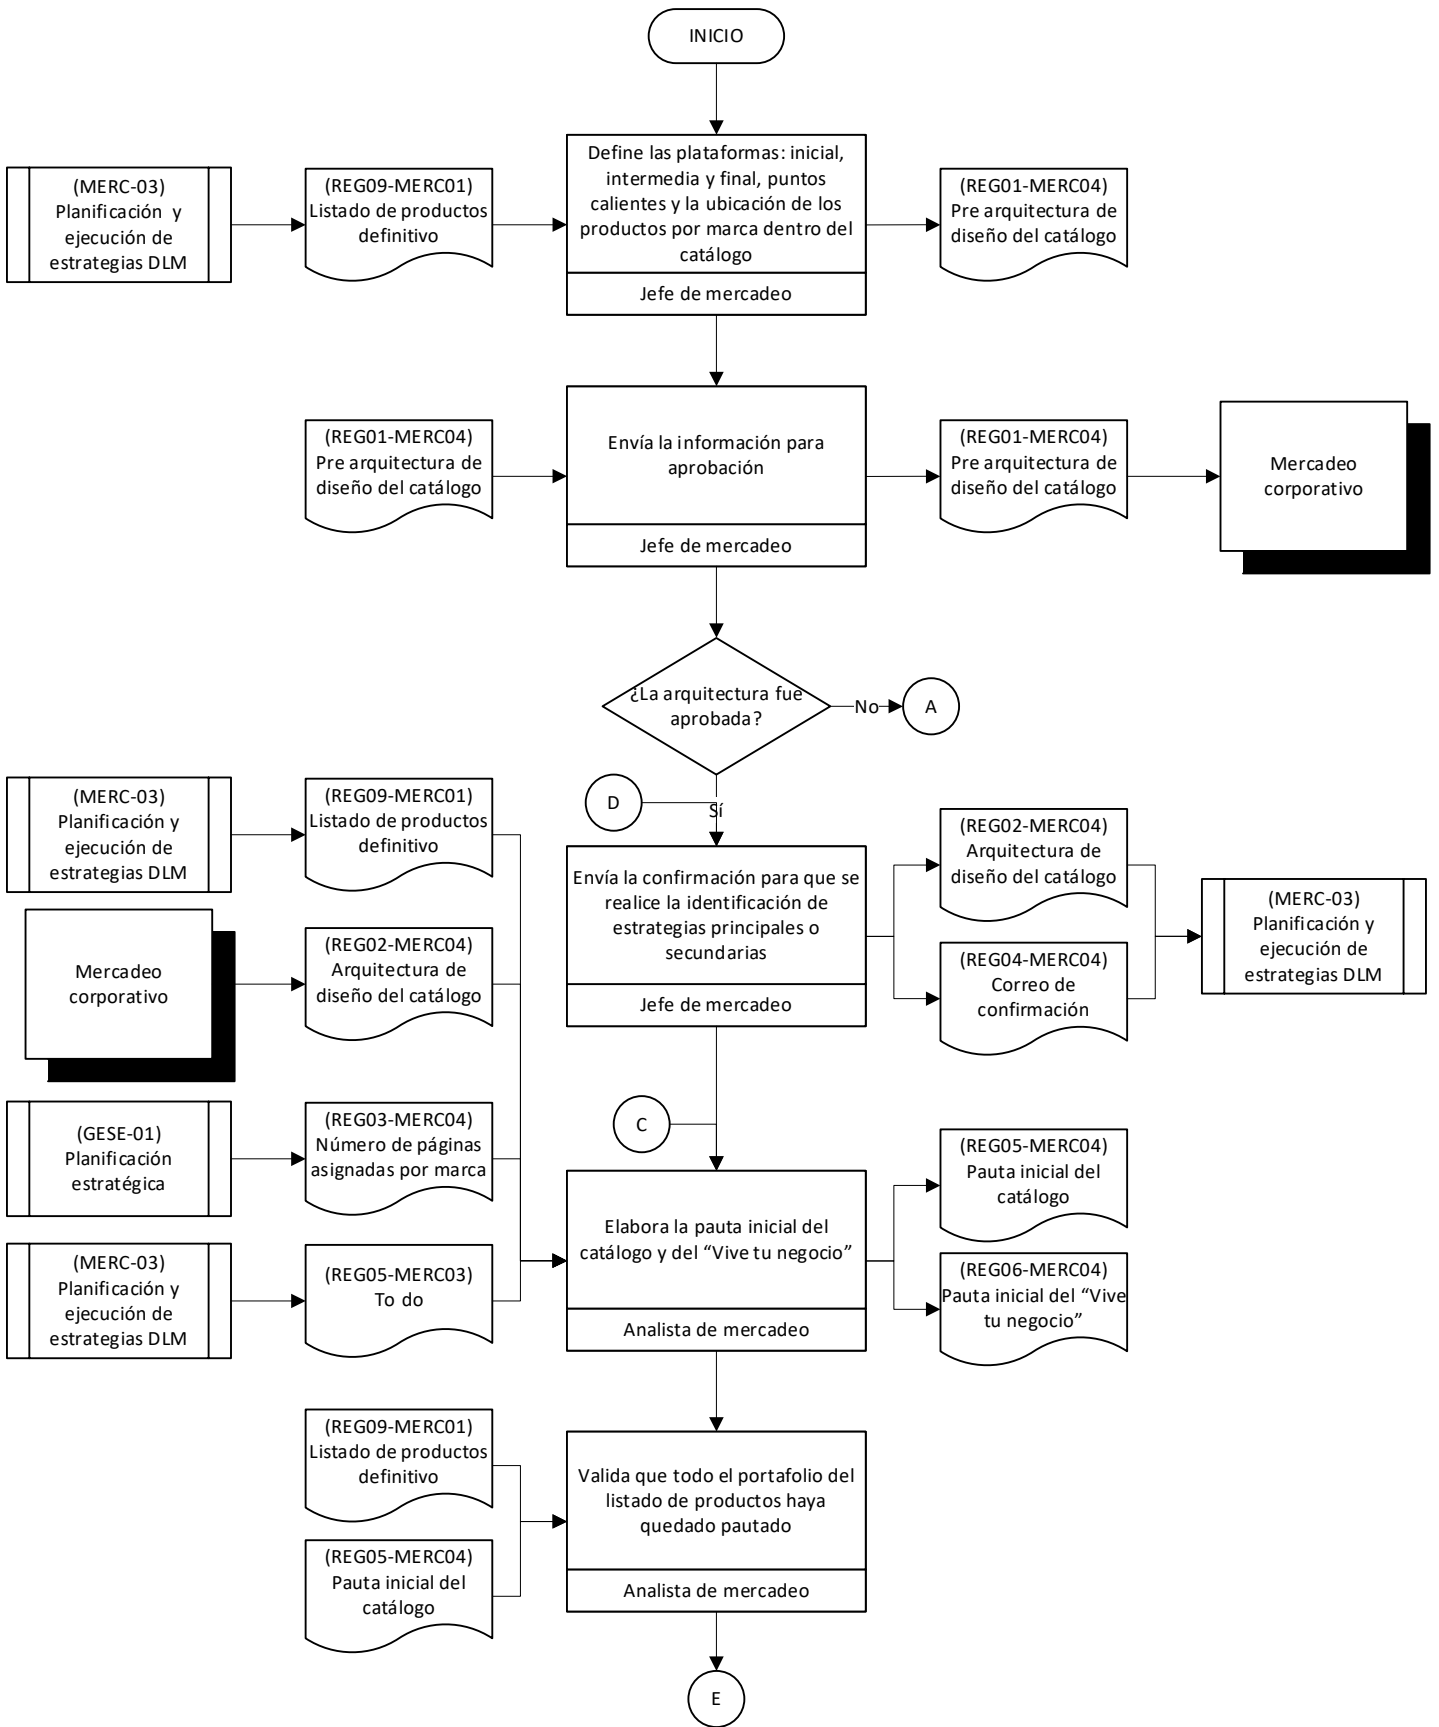 INICIO
(MERC-03)
Planificación y
ejecución de
estrategias DLM
(REG09-MERC01)
Listado de productos
definitivo
Define las plataformas: inicial,
intermedia y final, puntos
calientes y la ubicación de los
productos por marca dentro del
catálogo
Jefe de mercadeo
(REG01-MERC04)
Pre arquitectura de
diseño del catálogo
(REG01-MERC04)
Pre arquitectura de
diseño del catálogo
Envía la información para
aprobación
Jefe de mercadeo
(REG01-MERC04)
Pre arquitectura de
diseño del catálogo
Mercadeo
corporativo
¿La arquitectura fue
aprobada?
No
A
D
Sí
(MERC-03)
Planificación y
ejecución de
estrategias DLM
(REG09-MERC01)
Listado de productos
definitivo
Mercadeo
corporativo
(REG02-MERC04)
Arquitectura de
diseño del catálogo
Envía la confirmación para que se
realice la identificación de
estrategias principales o
secundarias
Jefe de mercadeo
(REG02-MERC04)
Arquitectura de
diseño del catálogo
(REG04-MERC04)
Correo de
confirmación
(MERC-03)
Planificación y
ejecución de
estrategias DLM
C
(GESE-01)
Planificación
estratégica
(REG03-MERC04)
Número de páginas
asignadas por marca
(MERC-03)
Planificación y
ejecución de
estrategias DLM
(REG05-MERC03)
To do
Elabora la pauta inicial del
catálogo y del “Vive tu negocio”
Analista de mercadeo
(REG05-MERC04)
Pauta inicial del
catálogo
(REG06-MERC04)
Pauta inicial del “Vive
tu negocio”
(REG09-MERC01)
Listado de productos
definitivo
(REG05-MERC04)
Pauta inicial del
catálogo
Valida que todo el portafolio del
listado de productos haya
quedado pautado
Analista de mercadeo
E